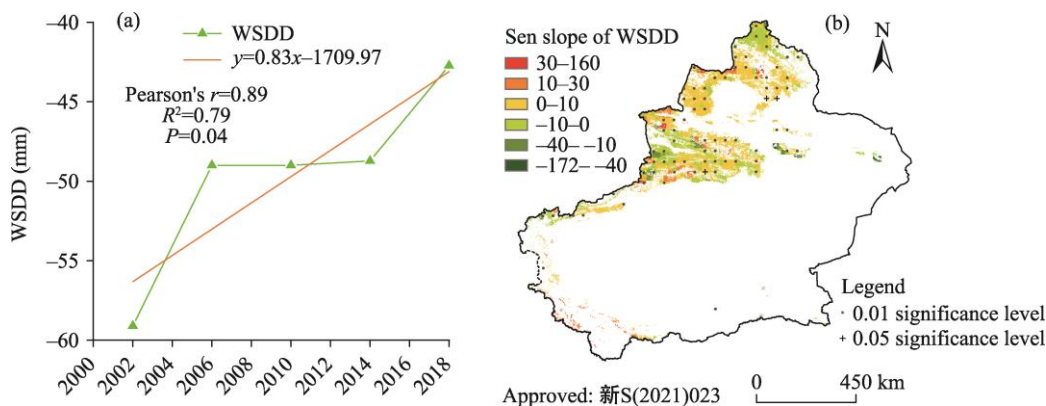 (a)
WSDD
y=0.83x–1709.97
Pearson's r=0.89
R²=0.79
P=0.04
WSDD (mm)
–40
–45
–50
–55
–60
2000
2002
2004
2006
2008
2010
2012
2014
2016
2018
(b)
N
Sen slope of WSDD
30–160
10–30
0–10
–10–0
–40– –10
–172– –40
Legend
0.01 significance level
0.05 significance level
Approved: 新S(2021)023
0 450 km